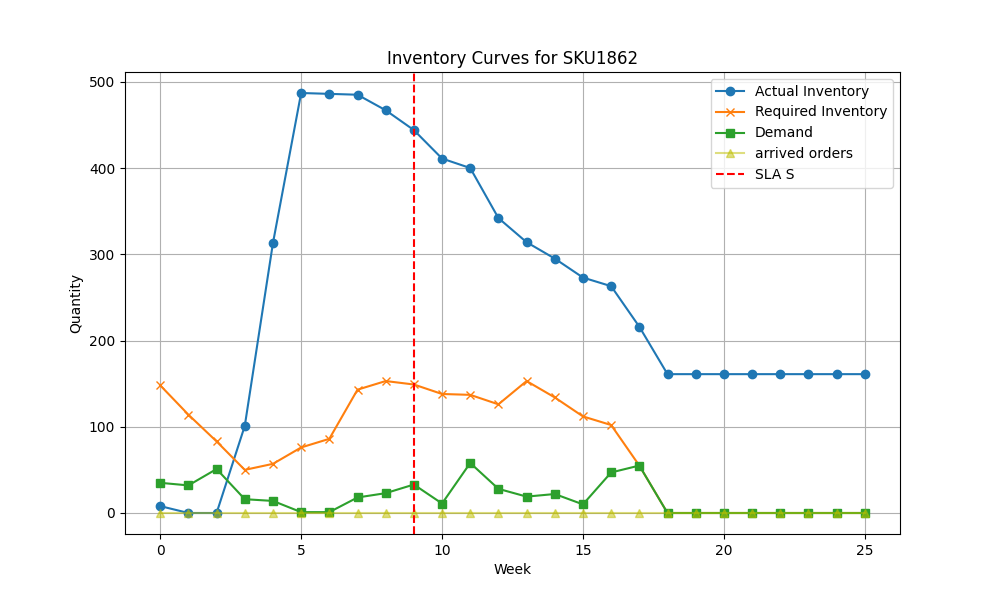 Inventory Curves for SKU1862
Actual Inventory
Required Inventory
Demand
arrived orders
SLA S
Quantity
500
400
300
200
100
0
0 5 10 15 20 25
Week